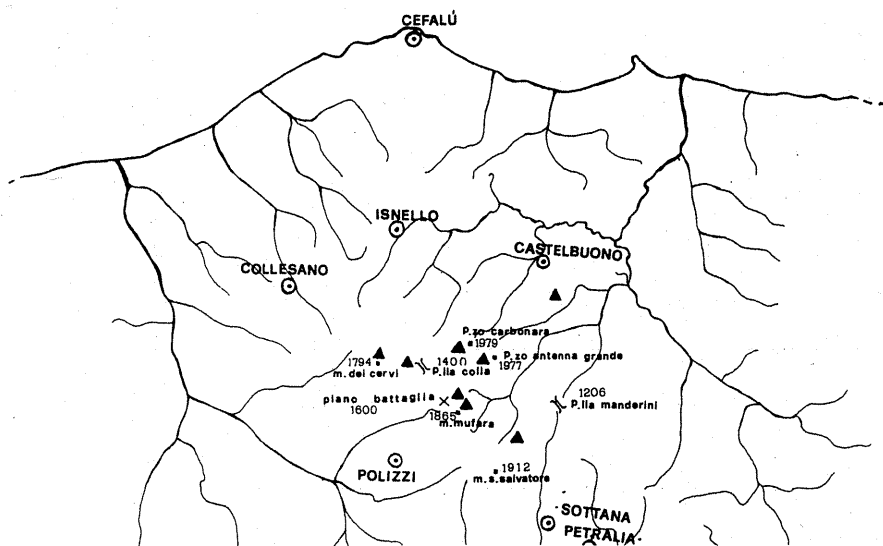 CEFALÚ
ISNELLO
CASTELBUONO
COLLESANO
P.zo carbonara
1979
1794
m. dei cervi
1400
P.lla colla
P.zo antenna grande
1977
piano battaglia
1600
1865
m.mufara
1206
P.lla manderini
POLIZZI
1912
m.s.salvatore
SOTTANA
PETRALIA